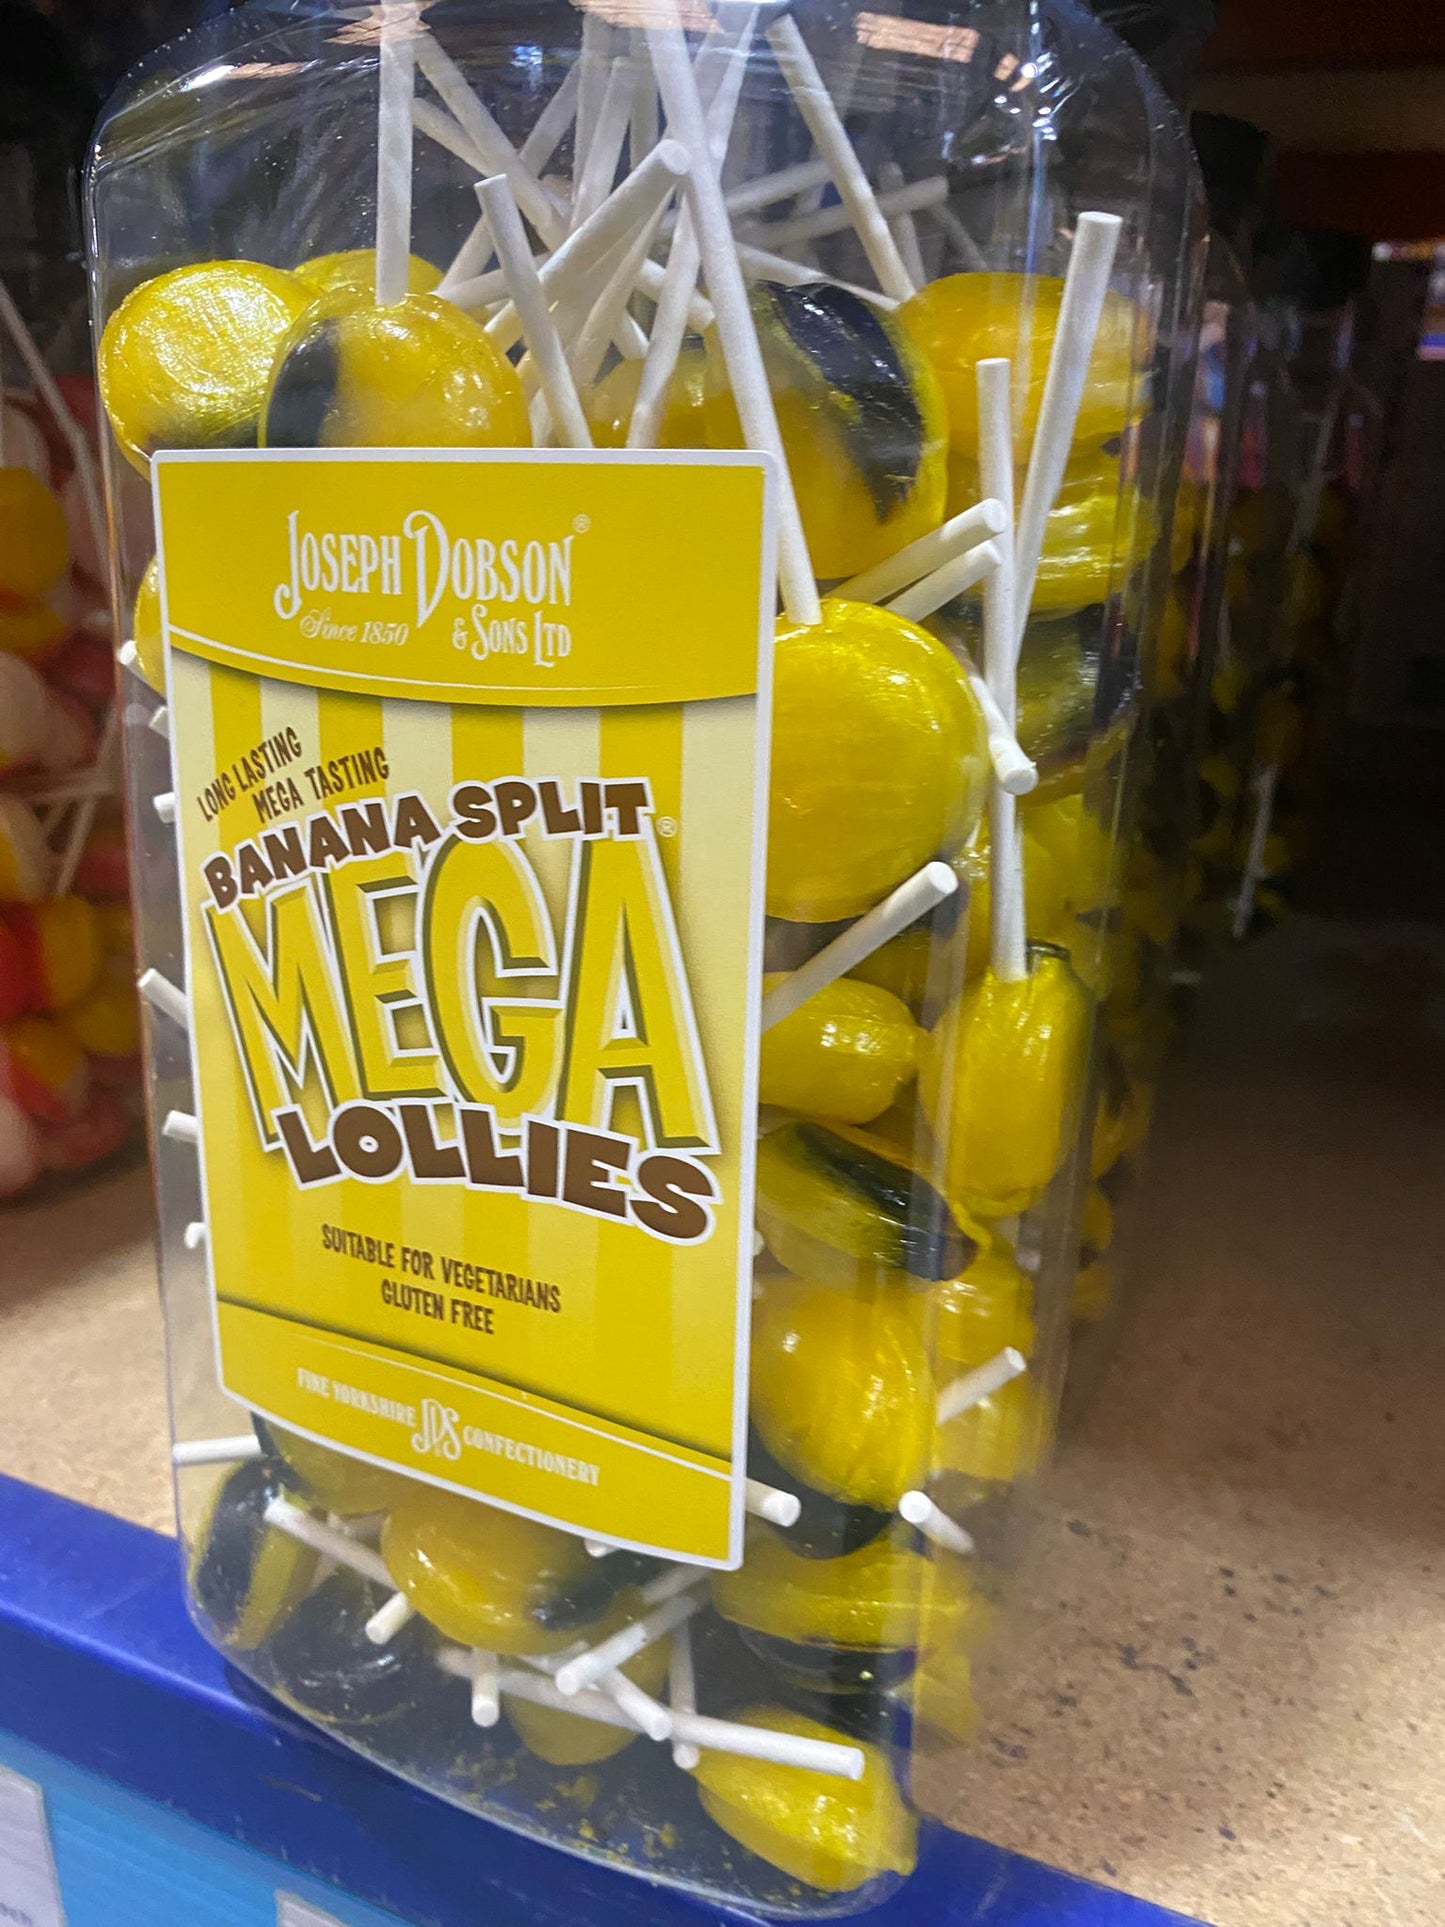 JOSEPH DOBSON®
Since 1850 & SONS LTD
LONG LASTING
MEGA TASTING
BANANA SPLIT®
MEGA
LOLLIES
SUITABLE FOR VEGETARIANS
GLUTEN FREE
FINE YORKSHIRE JDS CONFECTIONERY